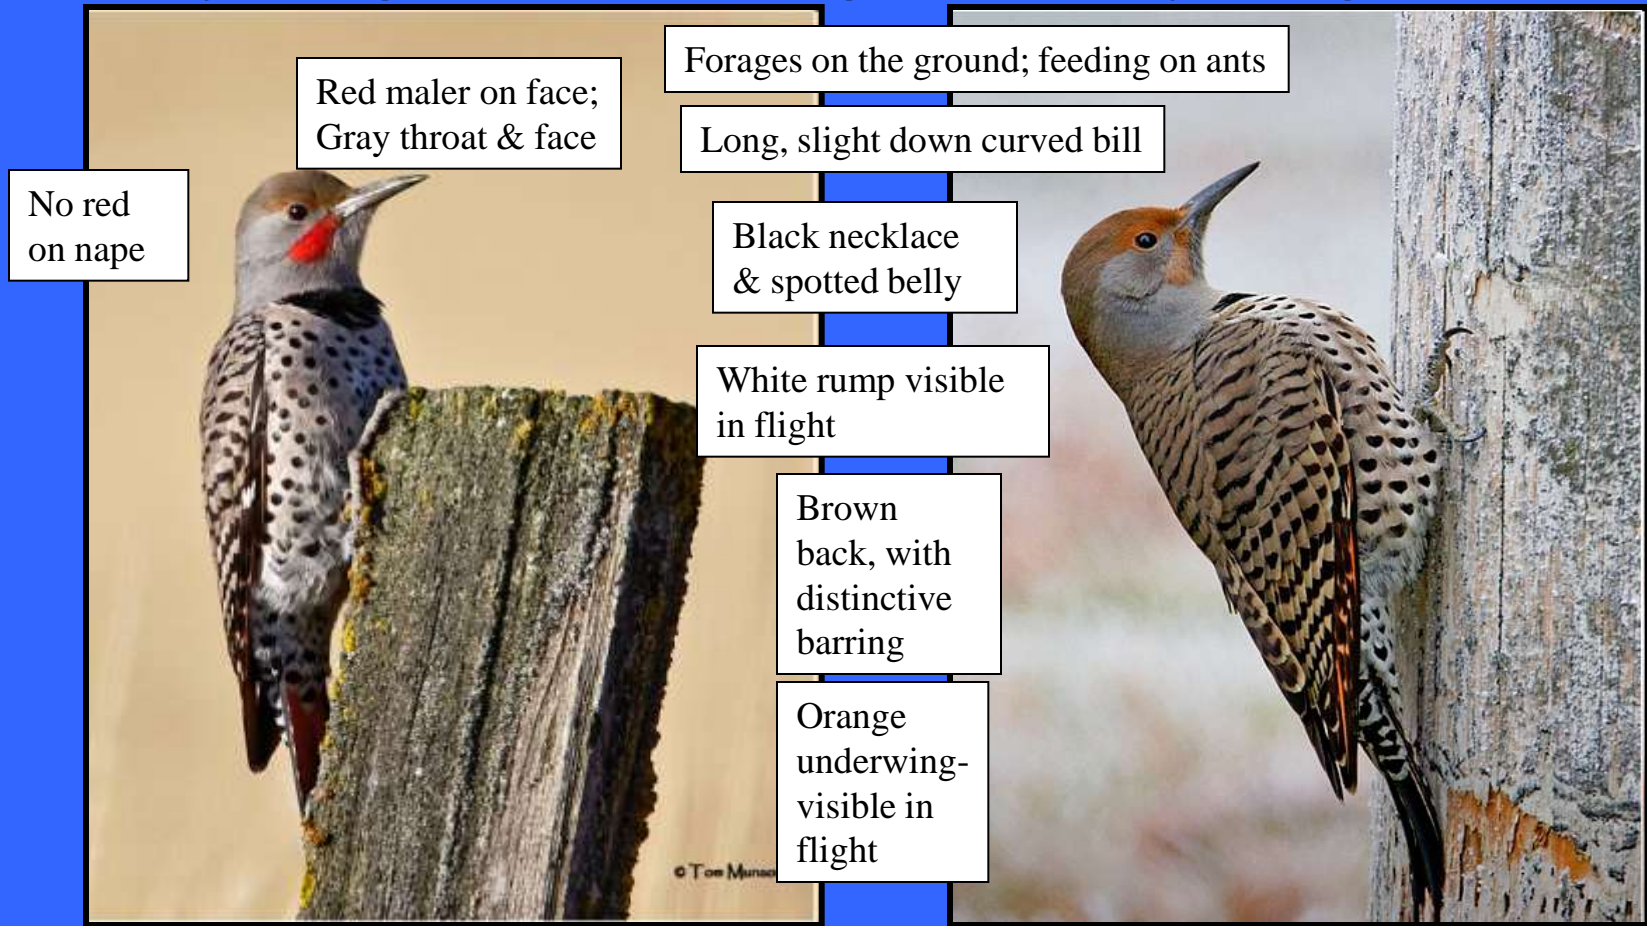 Forages on the ground; feeding on ants
Red maler on face;
Gray throat & face
Long, slight down curved bill
No red
on nape
Black necklace
& spotted belly
White rump visible
in flight
Brown
back, with
distinctive
barring
Orange
underwing-
visible in
flight
© Tom